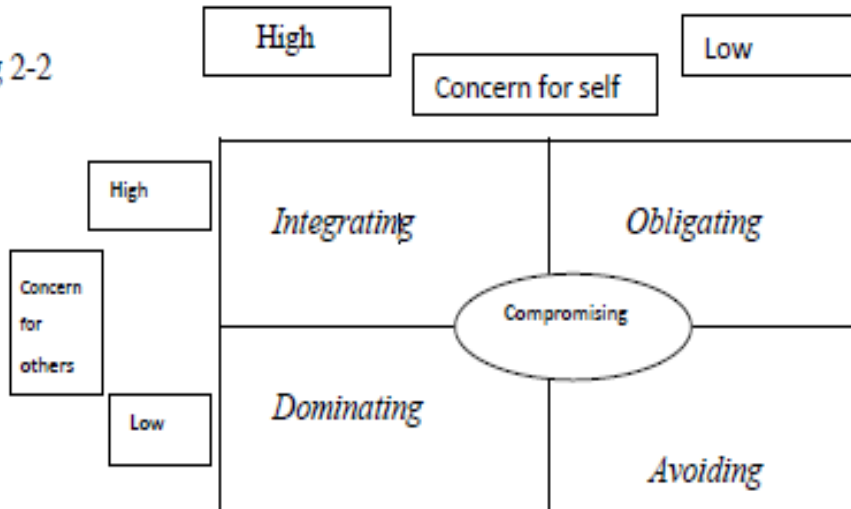 High
2-2
Low
Concern for self
High
Integrating
Obligating
Concern
for
others
Compromising
Low
Dominating
Avoiding